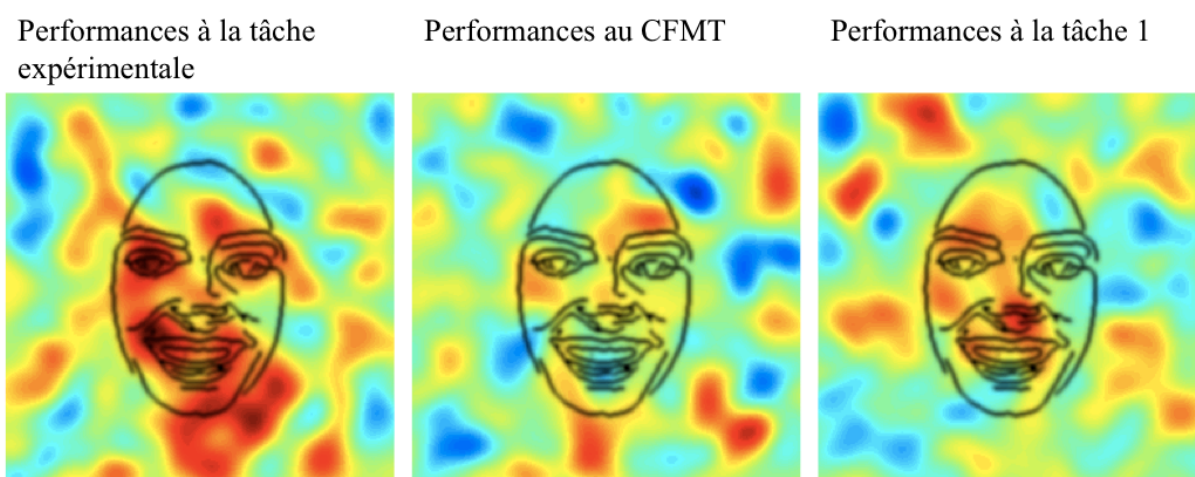 Performances à la tâche
expérimentale
Performances au CFMT
Performances à la tâche 1